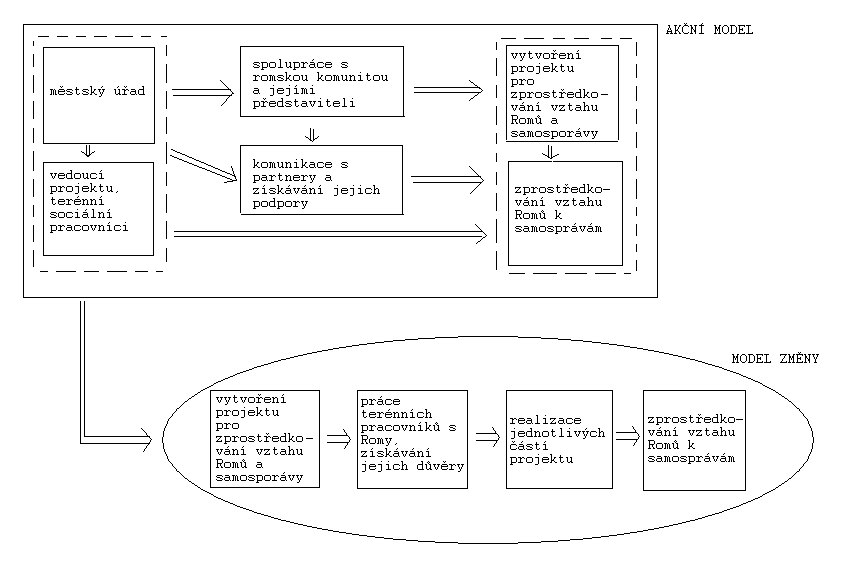 AKČNÍ MODEL
městský úřad
vedoucí
projektu,
terénní
sociální
pracovníci
spolupráce s
romskou komunitou
a jejími
představiteli
komunikace s
partnery a
získávání jejich
podpory
vytvoření
projektu
pro
zprostředko-
vání vztahu
Romů a
samosporávy
zprostředko-
vání vztahu
Romů k
samosprávám
MODEL ZMĚNY
vytvoření
projektu
pro
zprostředko-
vání vztahu
Romů a
samosporávy
práce
terénních
pracovníků s
Romy,
získávání
jejich důvěry
realizace
jednotlivých
částí
projektu
zprostředko-
vání vztahu
Romů k
samosprávám